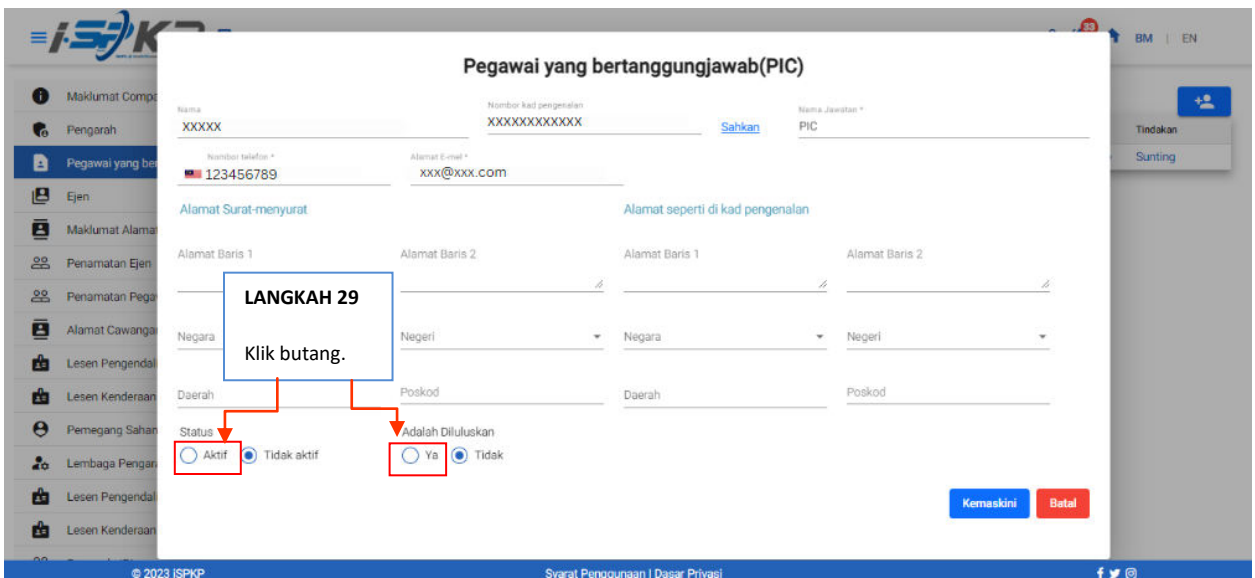 i-SPKP
33
BM | EN
Pegawai yang bertanggungjawab(PIC)
Maklumat Compa
Pengarah
Pegawai yang ber
Ejen
Maklumat Alama
Penamatan Ejen
Penamatan Pega
Alamat Cawanga
Lesen Pengendal
Lesen Kenderaan
Pemegang Saham
Lembaga Pengar
Lesen Pengendal
Lesen Kenderaan
Nama
XXXXX
Nombor kad pengenalan
XXXXXXXXXXXX
Sahkan
Nama Jawatan *
PIC
Nombor telefon *
123456789
Alamat E-mel *
xxx@xxx.com
Alamat Surat-menyurat
Alamat seperti di kad pengenalan
Alamat Baris 1
Alamat Baris 2
Alamat Baris 1
Alamat Baris 2
LANGKAH 29
Klik butang.
Negara
Negeri
Negara
Negeri
Daerah
Poskod
Daerah
Poskod
Status
Aktif
Tidak aktif
Adalah Diluluskan
Ya
Tidak
Kemaskini
Batal
Tindakan
Sunting
© 2023 iSPKP
Syarat Penggunaan | Dasar Privasi